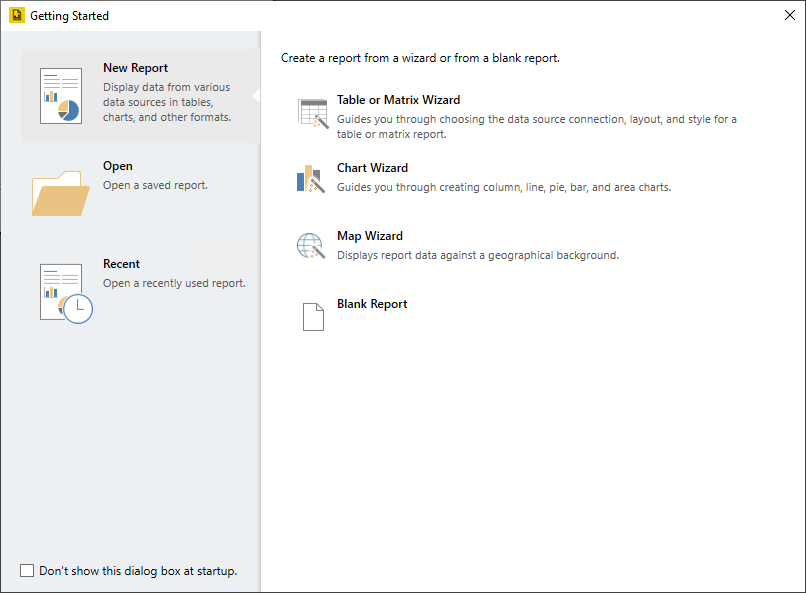 Getting Started
New Report
Display data from various
data sources in tables,
charts, and other formats.
Open
Open a saved report.
Recent
Open a recently used report.
Don't show this dialog box at startup.
Create a report from a wizard or from a blank report.
Table or Matrix Wizard
Guides you through choosing the data source connection, layout, and style for a
table or matrix report.
Chart Wizard
Guides you through creating column, line, pie, bar, and area charts.
Map Wizard
Displays report data against a geographical background.
Blank Report